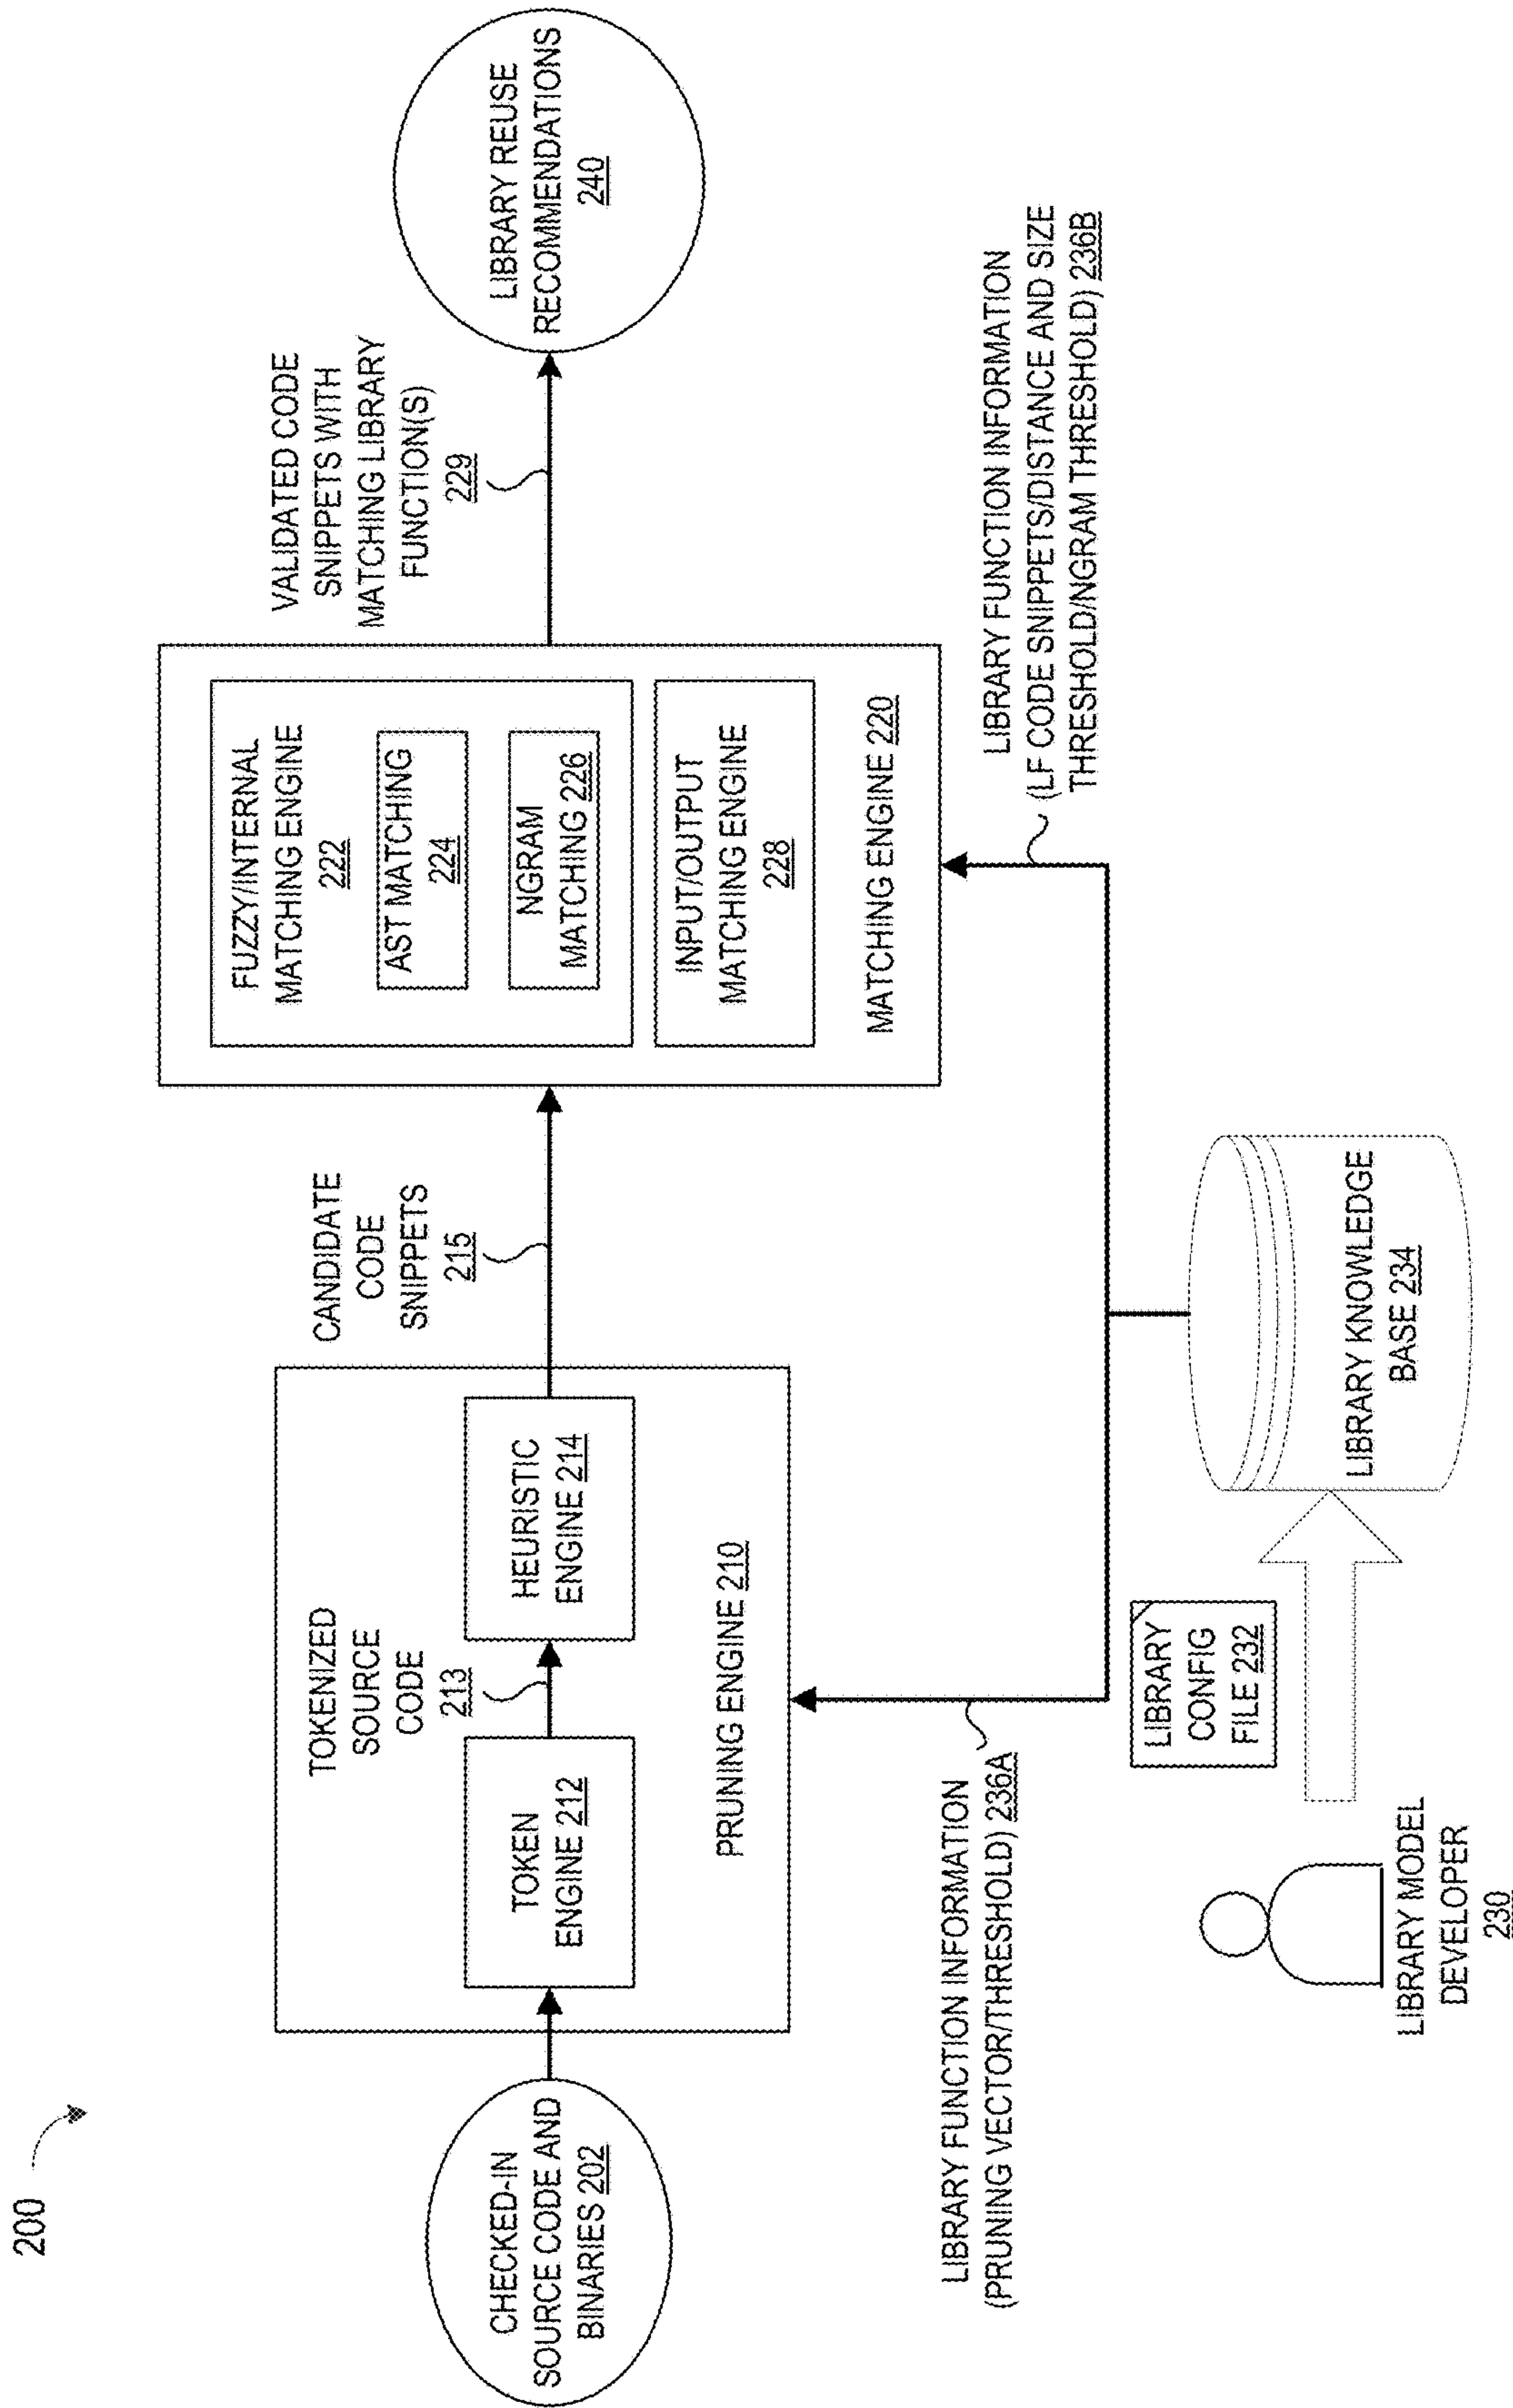 200
CHECKED-IN
SOURCE CODE AND
BINARIES 202
TOKENIZED
SOURCE
CODE
213
TOKEN
ENGINE 212
HEURISTIC
ENGINE 214
PRUNING ENGINE 210
CANDIDATE
CODE
SNIPPETS
215
FUZZY/INTERNAL
MATCHING ENGINE
222
AST MATCHING
224
NGRAM
MATCHING 226
INPUT/OUTPUT
MATCHING ENGINE
228
MATCHING ENGINE 220
VALIDATED CODE
SNIPPETS WITH
MATCHING LIBRARY
FUNCTION(S)
229
LIBRARY REUSE
RECOMMENDATIONS
240
LIBRARY FUNCTION INFORMATION
(PRUNING VECTOR/THRESHOLD) 236A
LIBRARY FUNCTION INFORMATION
(LF CODE SNIPPETS/DISTANCE AND SIZE
THRESHOLD/NGRAM THRESHOLD) 236B
LIBRARY MODEL
DEVELOPER
230
LIBRARY
CONFIG
FILE 232
LIBRARY KNOWLEDGE
BASE 234